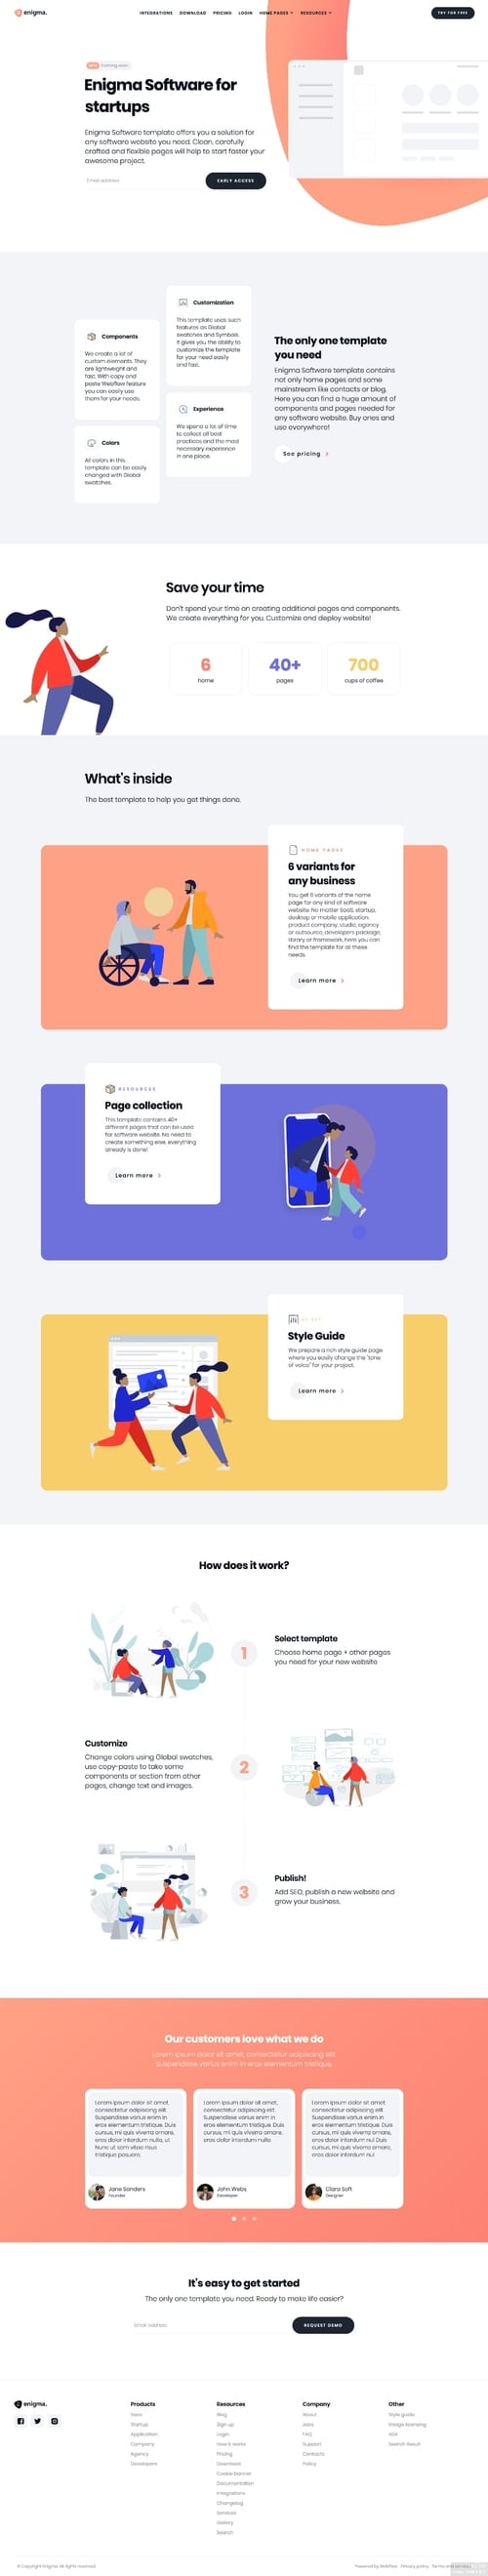 enigma.
INTEGRATIONS DOWNLOAD PRICING LOGIN HOME PAGES RESOURCES
TRY FOR FREE
Coming soon
Enigma Software for
startups
Enigma Software template offers you a solution for
any software website you need. Clean, carefully
crafted and flexible pages will help to start faster your
awesome project.
Email address
EARLY ACCESS
Customization
This template uses such
features as Global
swatches and Symbols.
It gives you the ability to
customize the template
for your need easily
and fast.
Components
We create a lot of
custom elements. They
are lightweight and
fast. With copy and
paste Webflow feature
you can easily use
them for your needs.
Experience
We spend a lot of time
to collect all best
practices and the most
necessary experience
in one place.
Colors
All colors in this
template can be easily
changed with Global
swatches.
The only one template
you need
Enigma Software template contains
not only home pages and some
mainstream like contacts or blog.
Here you can find a huge amount of
components and pages needed for
any software website. Buy ones and
use everywhere!
See pricing
Save your time
Don't spend your time on creating additional pages and components.
We create everything for you. Customize and deploy website!
6
home
40+
pages
700
cups of coffee
What's inside
The best template to help you get things done.
HOME PAGES
6 variants for
any business
You get 6 variants of the home
page for any kind of software
website. No matter SaaS, startup,
desktop or mobile application,
product company, studio, agency
or outsource, developers package,
library or framework, here you can
find the template for all these
needs.
Learn more
RESOURCES
Page collection
This template contains 40+
different pages that can be used
for software website. No need to
create something else, everything
already is done!
Learn more
Style Guide
We prepare a rich style guide page
where you easily change the "tone
of voice" for your project.
Learn more
How does it work?
1
Select template
Choose home page + other pages
you need for your new website
Customize
Change colors using Global swatches,
use copy-paste to take some
components or section from other
pages, change text and images.
2
3
Publish!
Add SEO, publish a new website and
grow your business.
Our customers love what we do
Lorem ipsum dolor sit amet, consectetur adipiscing elit.
Suspendisse varius enim in eros elementum tristique.
Lorem ipsum dolor sit amet,
consectetur adipiscing elit.
Suspendisse varius enim in
eros elementum tristique. Duis
cursus, mi quis viverra ornare,
eros dolor interdum nulla, ut
Nunc ut sem vitae risus
tristique posuere.
Jane Sanders
Founder
Lorem ipsum dolor sit amet,
consectetur adipiscing elit.
Suspendisse varius enim in
eros elementum tristique. Duis
cursus, mi quis viverra ornare,
eros dolor interdum nulla
John Webs
Developer
Lorem ipsum dolor sit amet,
consectetur adipiscing elit.
Suspendisse varius enim in
eros elementum tristique. Duis
cursus, mi quis viverra ornare,
eros dolor interdum nul
Clara Soft
Designer
It's easy to get started
The only one template you need. Ready to make life easier?
Email address
REQUEST DEMO
enigma.
Products
Saas
Startup
Application
Company
Agency
Developers
Resources
Blog
Sign up
Login
How it works
Pricing
Download
Cookie banner
Documentation
Integrations
Changelog
Services
Gallery
Search
Company
About
Jobs
FAQ
Support
Contacts
Policy
Other
Style guide
Image licensing
404
Search Result
© Copyright Enigma. All rights reserved.
Powered by Webflow Privacy policy Terms and services